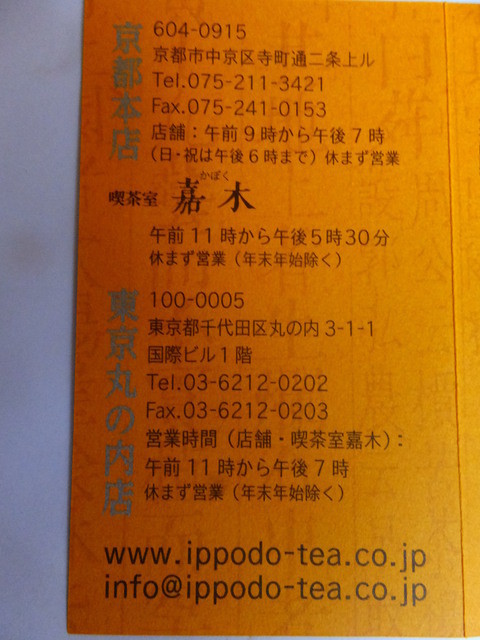 京都本店
604-0915
京都市中京区寺町通二条上ル
Tel.075-211-3421
Fax.075-241-0153
店舗：午前9時から午後7時
（日・祝は午後6時まで）休まず営業
かぼく
喫茶室 嘉木
午前11時から午後5時30分
休まず営業（年末年始除く）
東京丸の内店
100-0005
東京都千代田区丸の内3-1-1
国際ビル1階
Tel.03-6212-0202
Fax.03-6212-0203
営業時間（店舗・喫茶室嘉木）：
午前11時から午後7時
休まず営業（年末年始除く）
www.ippodo-tea.co.jp
info@ippodo-tea.co.jp